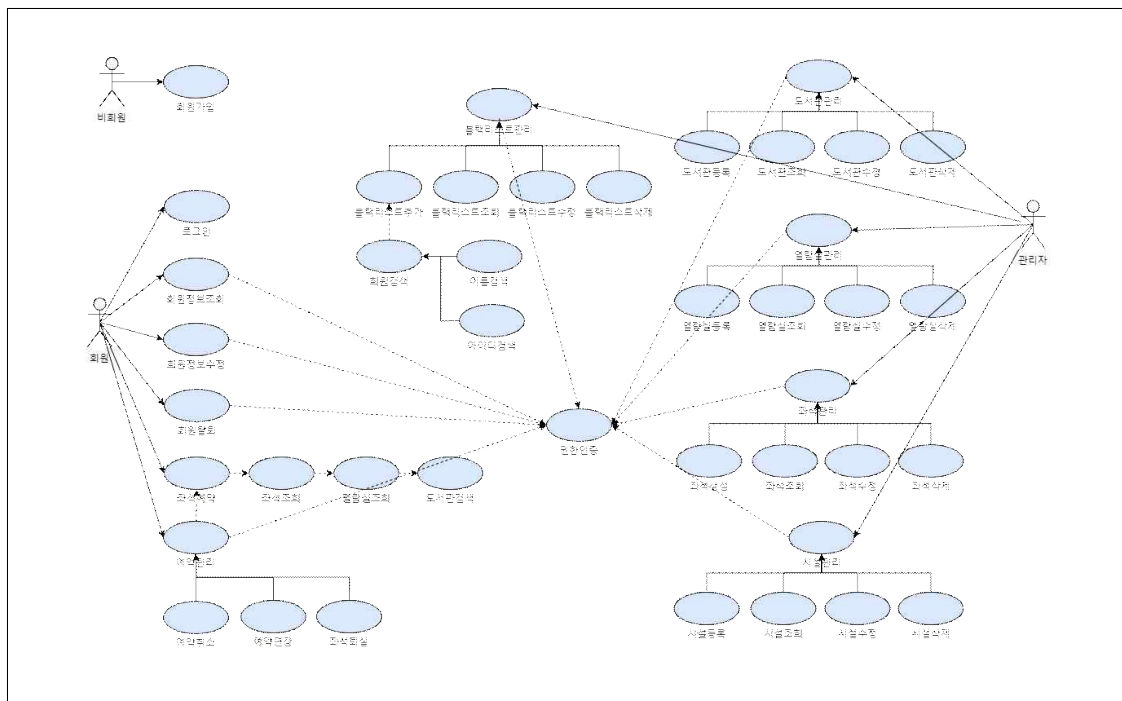 비회원
회원가입
블랙리스트관리
도서관관리
도서관등록
도서관조회
도서관수정
도서관삭제
블랙리스트추가
블랙리스트조회
블랙리스트수정
블랙리스트삭제
로그인
관리자
열람실관리
회원정보조회
회원검색
이름검색
열람실등록
열람실조회
열람실수정
열람실삭제
회원
아이디검색
회원정보수정
좌석관리
회원탈퇴
권한인증
좌석예약
좌석조회
열람실조회
도서관검색
좌석생성
좌석조회
좌석수정
좌석삭제
예약관리
시설관리
예약취소
예약연장
좌석퇴실
시설등록
시설조회
시설수정
시설삭제